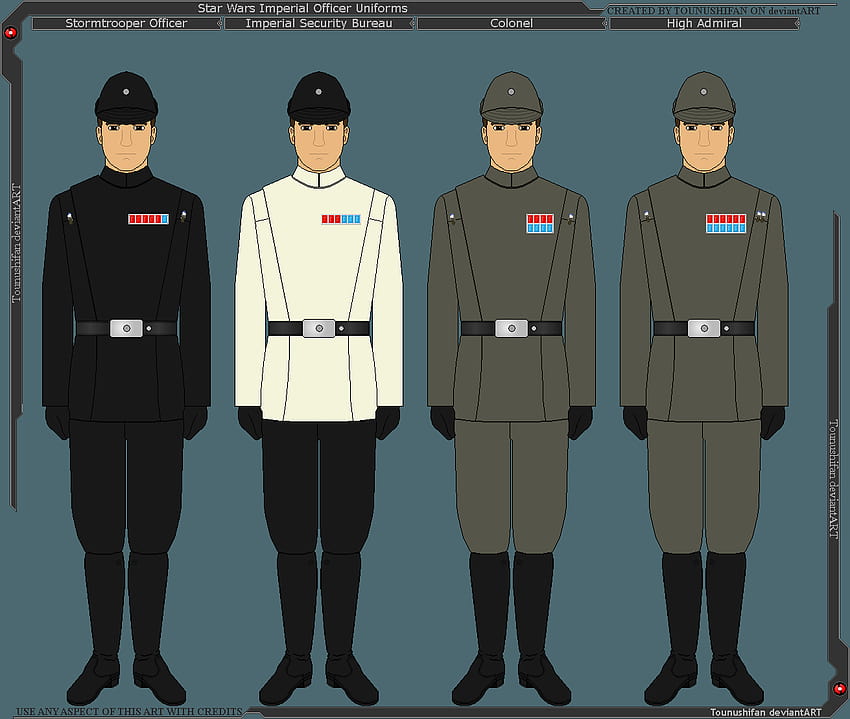 Star Wars Imperial Officer Uniforms
CREATED BY TOUNUSHIFAN ON deviantART
Stormtrooper Officer
Imperial Security Bureau
Colonel
High Admiral
Tounushifan deviantART
Tounushifan deviantART
USE ANY ASPECT OF THIS ART WITH CREDITS
Tounushifan deviantART